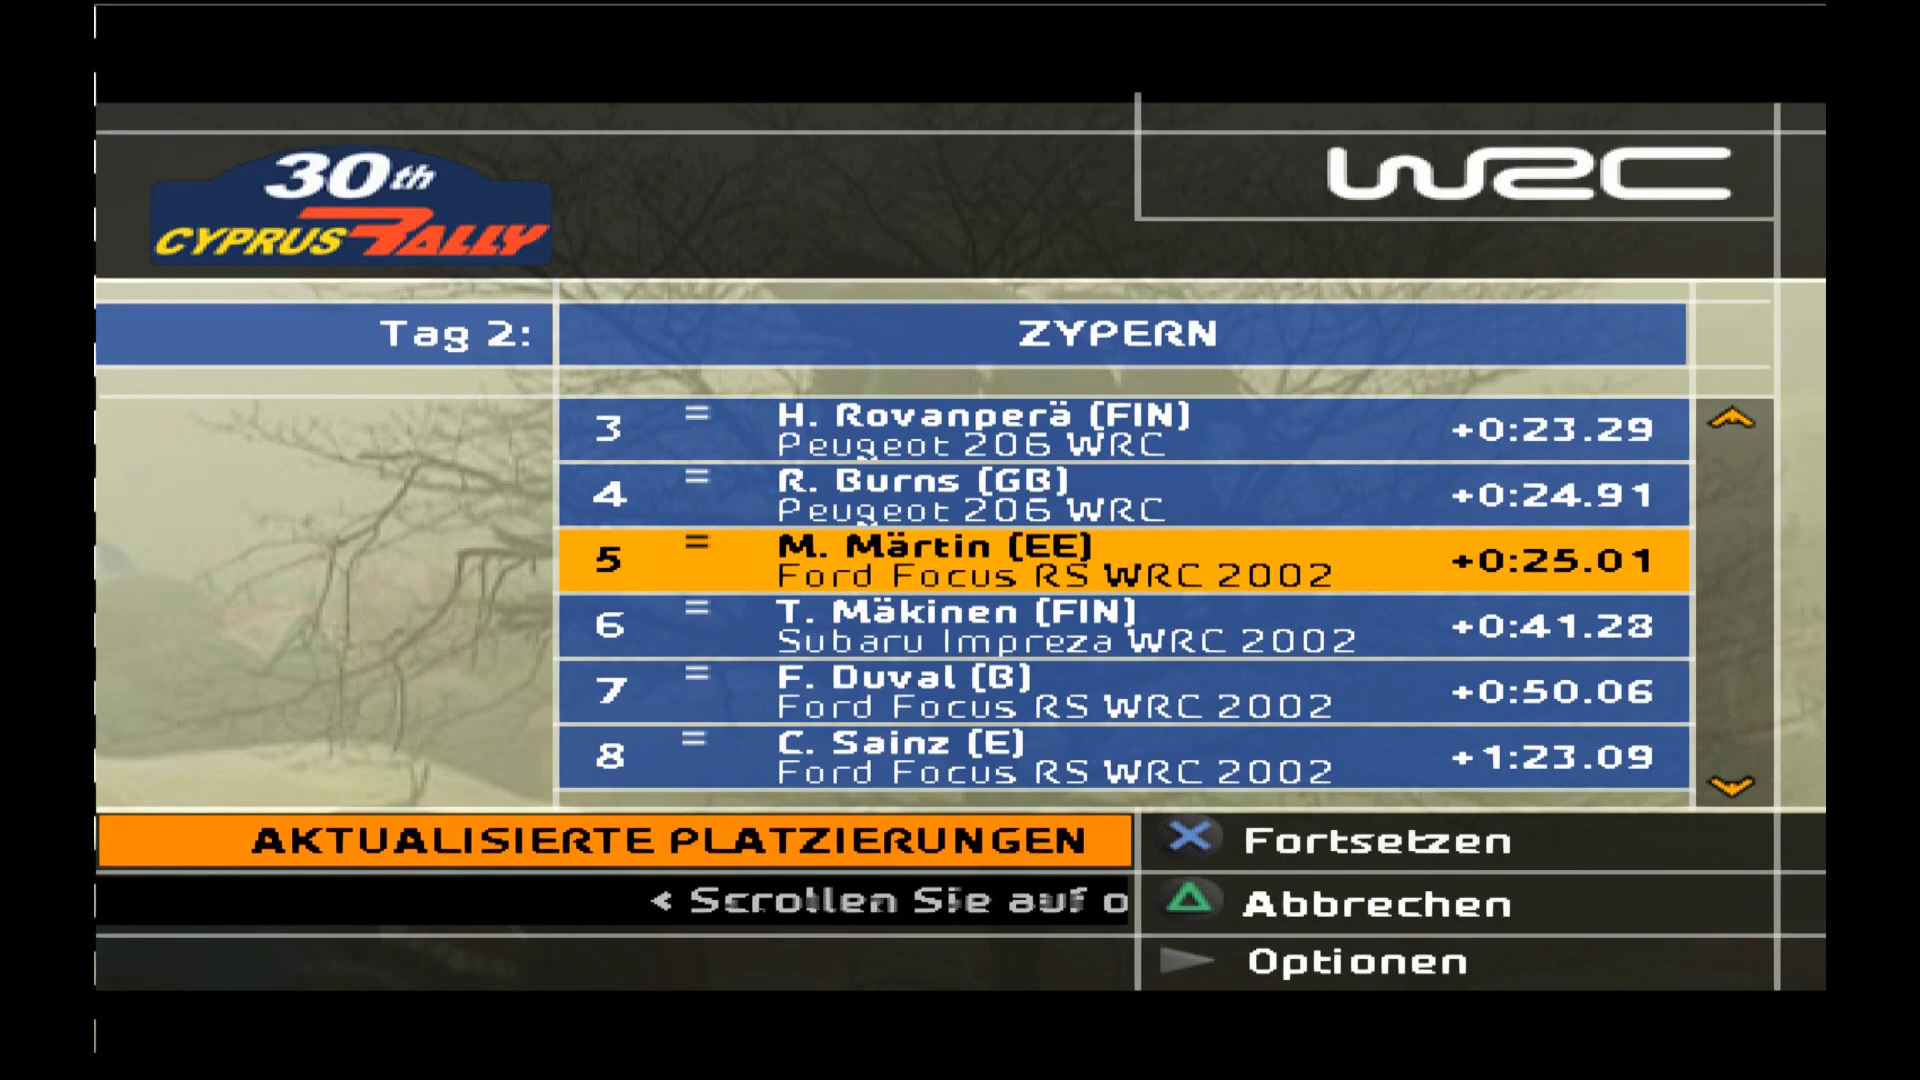 30th
CYPRUS RALLY
WRC
Tag 2:
ZYPERN
3 = H. Rovanperä (FIN) +0:23.29
Peugeot 206 WRC
4 = R. Burns (GB) +0:24.91
Peugeot 206 WRC
5 = M. Märtin (EE) +0:25.01
Ford Focus RS WRC 2002
6 = T. Mäkinen (FIN) +0:41.28
Subaru Impreza WRC 2002
7 = F. Duval (B) +0:50.06
Ford Focus RS WRC 2002
8 = C. Sainz (E) +1:23.09
Ford Focus RS WRC 2002
AKTUALISIERTE PLATZIERUNGEN
Fortsetzen
< Scrollen Sie auf o
Abbrechen
Optionen